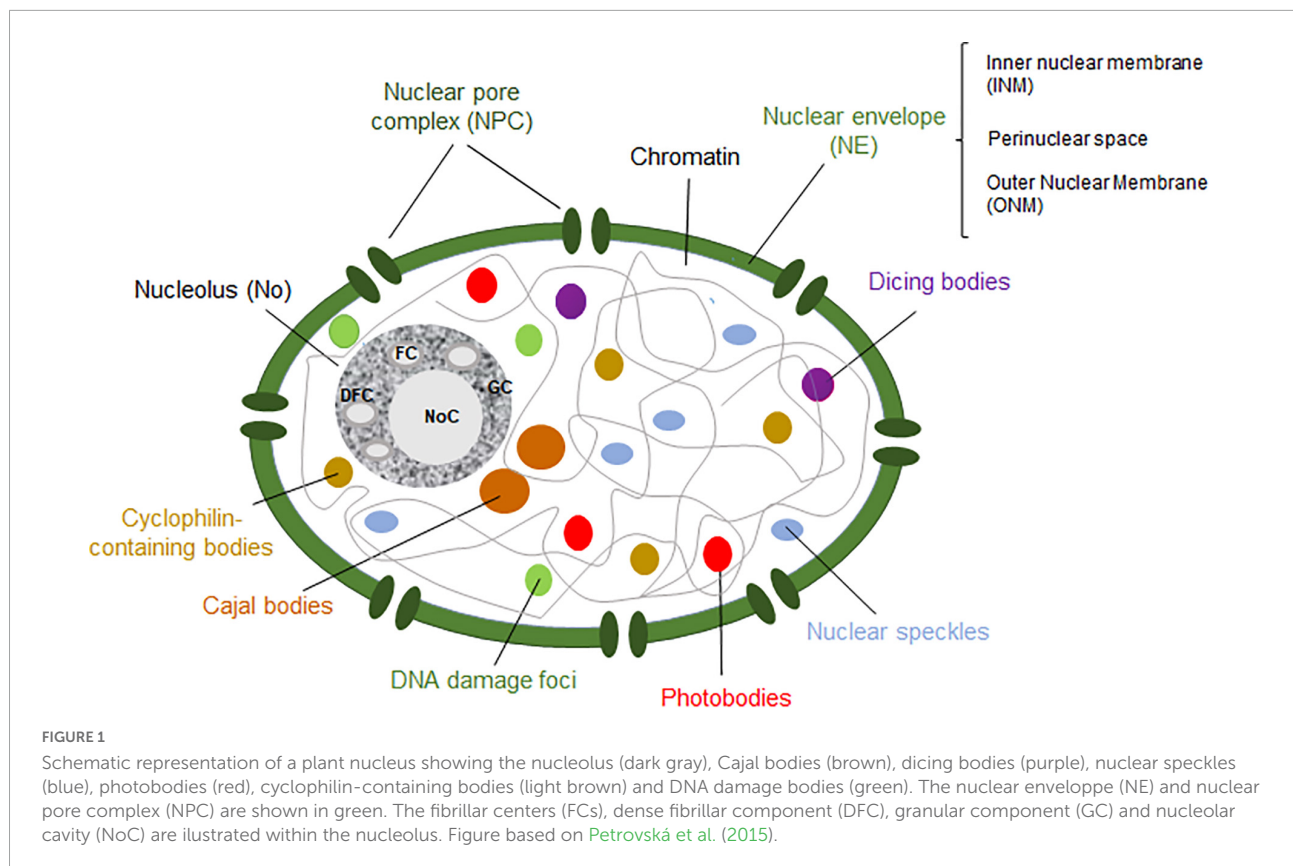 Nuclear pore
complex (NPC)
Nuclear envelope
(NE)
Inner nuclear membrane
(INM)
Perinuclear space
Outer Nuclear Membrane
(ONM)
Chromatin
Nucleolus (No)
Dicing bodies
FC
DFC
GC
NoC
Cyclophilin-
containing bodies
Cajal bodies
DNA damage foci
Photobodies
Nuclear speckles
FIGURE 1
Schematic representation of a plant nucleus showing the nucleolus (dark gray), Cajal bodies (brown), dicing bodies (purple), nuclear speckles
(blue), photobodies (red), cyclophilin-containing bodies (light brown) and DNA damage bodies (green). The nuclear enveloppe (NE) and nuclear
pore complex (NPC) are shown in green. The fibrillar centers (FCs), dense fibrillar component (DFC), granular component (GC) and nucleolar
cavity (NoC) are ilustrated within the nucleolus. Figure based on Petrovská et al. (2015).